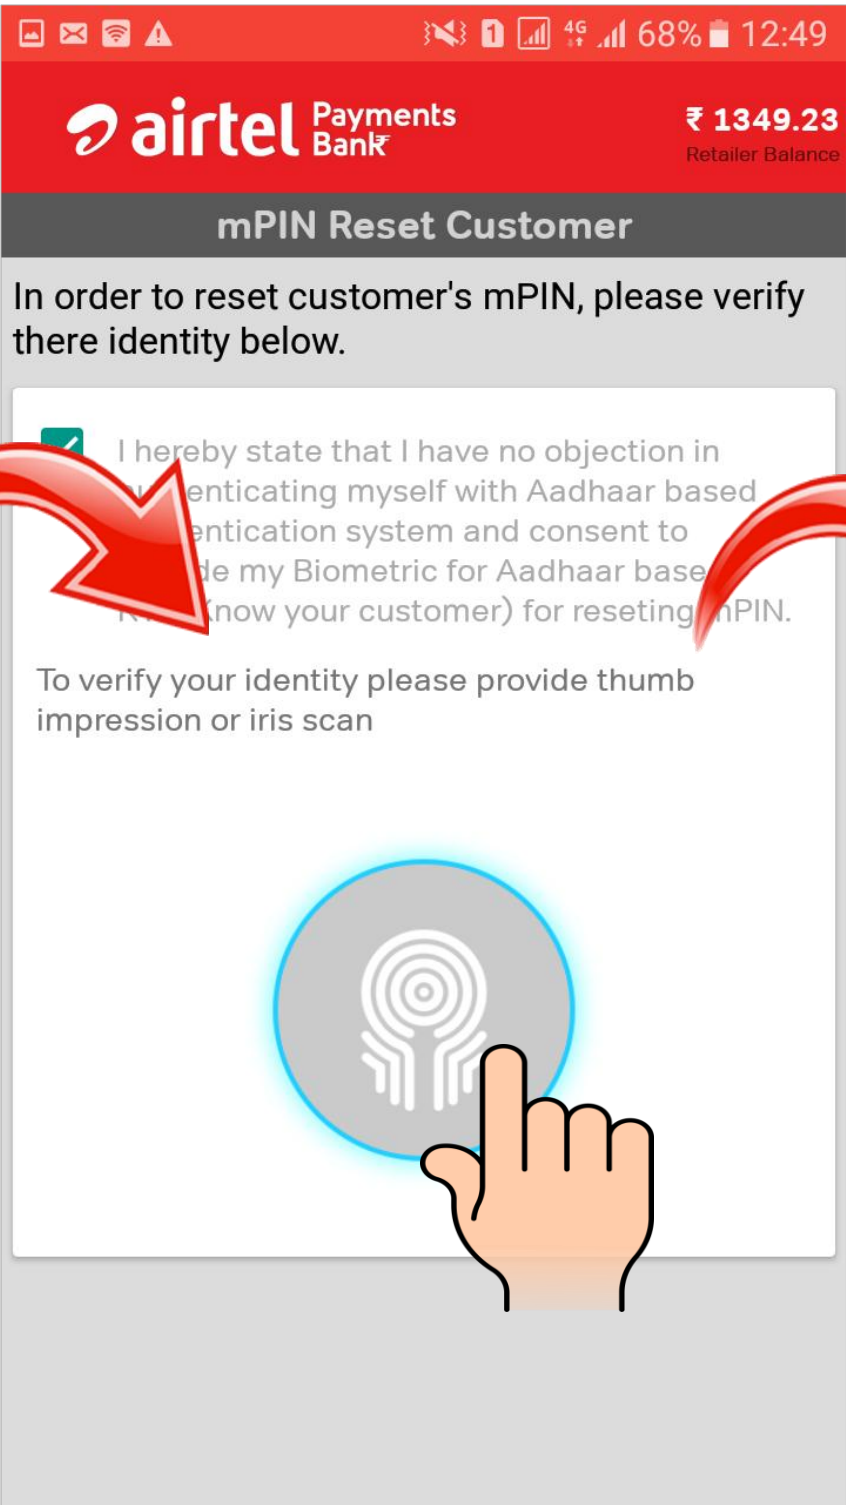 4G 68% 12:49
1
airtel Payments Bank
₹ 1349.23
Retailer Balance
mPIN Reset Customer
In order to reset customer's mPIN, please verify
there identity below.
I hereby state that I have no objection in
enticating myself with Aadhaar based
entication system and consent to
de my Biometric for Aadhaar base
now your customer) for reseting mPIN.
To verify your identity please provide thumb
impression or iris scan